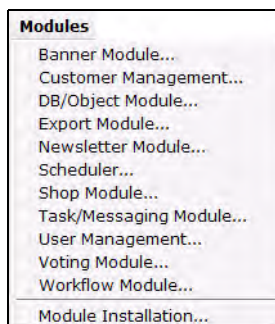 Modules
Banner Module...
Customer Management...
DB/Object Module...
Export Module...
Newsletter Module...
Scheduler...
Shop Module...
Task/Messaging Module...
User Management...
Voting Module...
Workflow Module...
Module Installation...